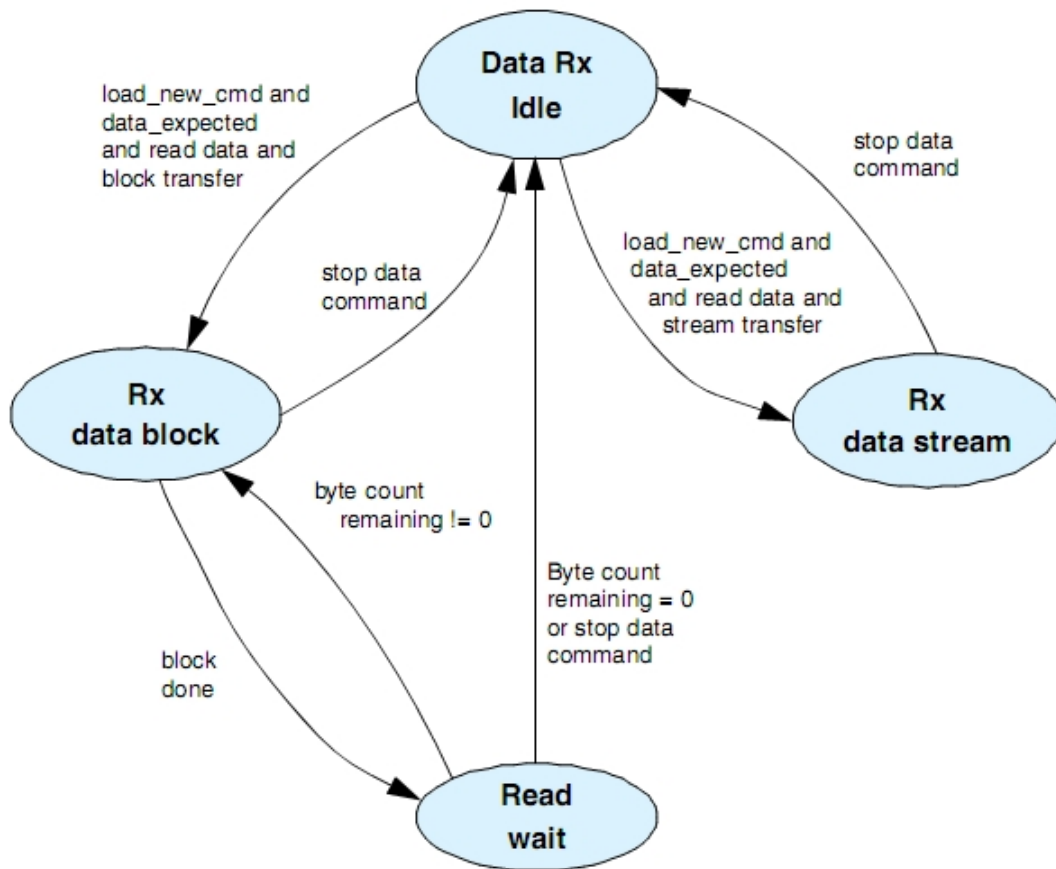 Data Rx
Idle
load_new_cmd and
data_expected
and read data and
block transfer
stop data
command
load_new_cmd and
data_expected
and read data and
stream transfer
stop data
command
Rx
data block
Rx
data stream
byte count
remaining != 0
Byte count
remaining = 0
or stop data
command
block
done
Read
wait